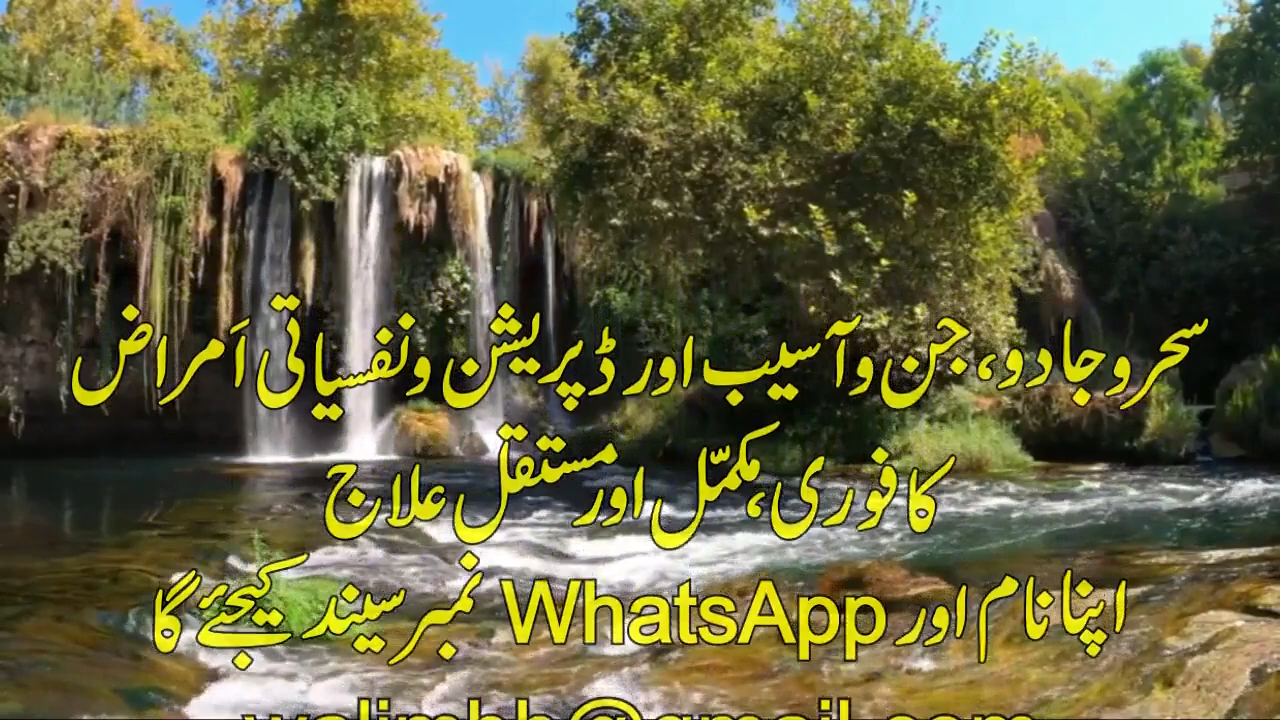 سحر و جادو، جن و آسیب اور ڈپریشن و نفسیاتی اَمراض
کا فوری، مکمّل اور مستقل علاج
اپنا نام اور WhatsApp نمبر سیند کیجئے گا